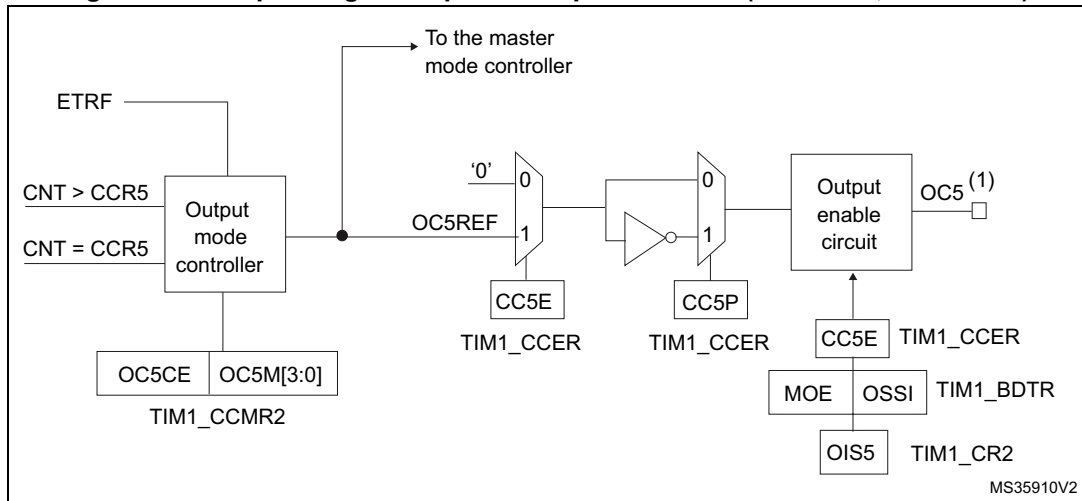 To the master
mode controller
ETRF
CNT > CCR5
CNT = CCR5
Output
mode
controller
'0'
0
OC5REF
1
0
1
Output
enable
circuit
OC5 (1)
CC5E
TIM1_CCER
CC5P
TIM1_CCER
CC5E TIM1_CCER
OC5CE OC5M[3:0]
TIM1_CCMR2
MOE OSSI TIM1_BDTR
OIS5 TIM1_CR2
MS35910V2